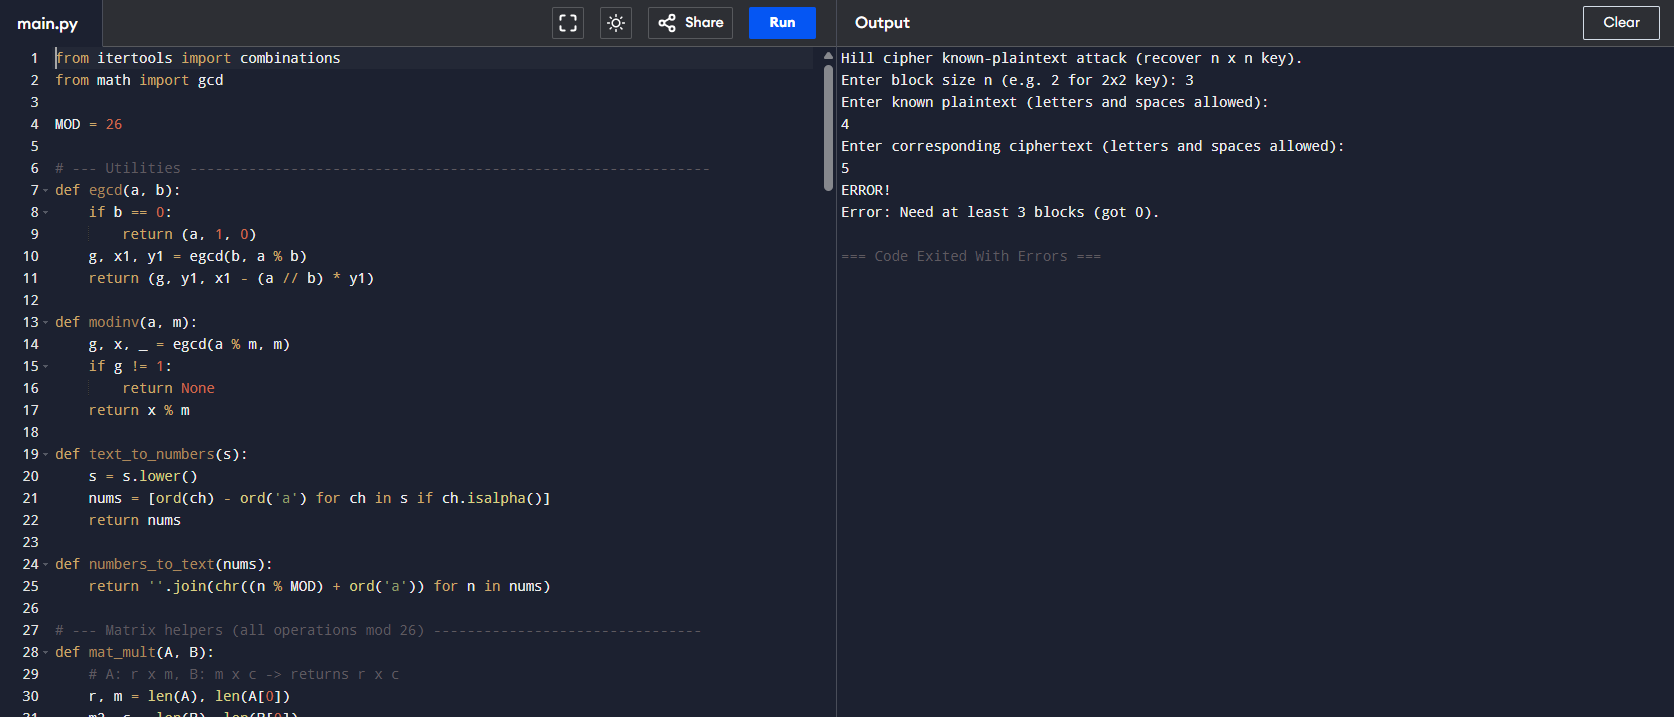 main.py
Share
Run
Output
Clear
1 from itertools import combinations
2 from math import gcd
3
4 MOD = 26
5
6 # --- Utilities --------------------------------------------------------------
7 def egcd(a, b):
8     if b == 0:
9         return (a, 1, 0)
10     g, x1, y1 = egcd(b, a % b)
11     return (g, y1, x1 - (a // b) * y1)
12
13 def modinv(a, m):
14     g, x, _ = egcd(a % m, m)
15     if g != 1:
16         return None
17     return x % m
18
19 def text_to_numbers(s):
20     s = s.lower()
21     nums = [ord(ch) - ord('a') for ch in s if ch.isalpha()]
22     return nums
23
24 def numbers_to_text(nums):
25     return ''.join(chr((n % MOD) + ord('a')) for n in nums)
26
27 # --- Matrix helpers (all operations mod 26) --------------------------------
28 def mat_mult(A, B):
29     # A: r x m, B: m x c -> returns r x c
30     r, m = len(A), len(A[0])
31     m2, c = len(B), len(B[0])
Hill cipher known-plaintext attack (recover n x n key).
Enter block size n (e.g. 2 for 2x2 key): 3
Enter known plaintext (letters and spaces allowed):
4
Enter corresponding ciphertext (letters and spaces allowed):
5
ERROR!
Error: Need at least 3 blocks (got 0).
=== Code Exited With Errors ===